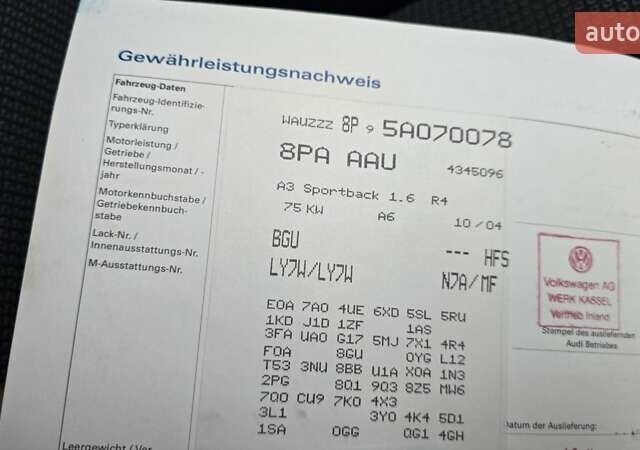 auto
Gewährleistungsnachweis
Fahrzeug-Daten
Fahrzeug-Identifizie-
rungs-Nr.
WAUZZZ 8P 9 5A070078
Typerklärung
8PA AAU 4345096
Motorleistung /
Getriebe /
Herstellungsmonat / -
jahr
A3 Sportback 1.6 R4
75 KW A6 10/04
Motorkennbuchstabe /
Getriebekennbuch-
stabe
BGU --- HFS
Lack-Nr. /
Innenausstattungs-Nr.
LY7W/LY7W N7A/MF
M-Ausstattungs-Nr.
E0A 7A0 4UE 6XD 5SL 5RU
1KD J1D 1ZF 1AS
3FA UA0 G17 5MJ 7X1 4R4
F0A 8GU 0YG L12
T53 3NU 8BB U1A X0A 1N3
2PG 8Q1 9Q3 8Z5 MW6
7Q0 CU9 7K0 4X3
3L1 3Y0 4K4 5D1
1SA 0GG QG1 4GH
Volkswagen AG
WERK KASSEL
Vertrieb Inland
Stempel des ausliefernden
Audi Betriebes
Datum der Auslieferung: